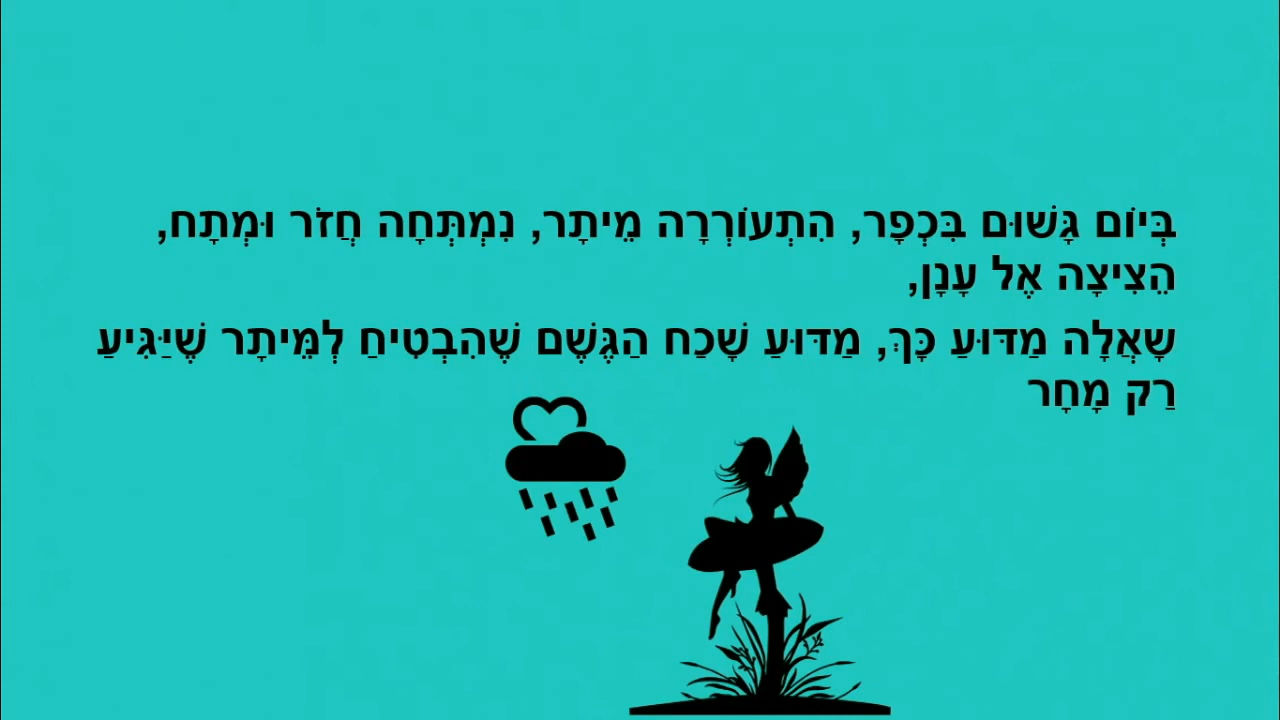 בְּיוֹם גָּשׁוּם בִּכְפָר, הִתְעוֹרְרָה מֵיתָר, נִמְתְּחָה חֲזֹר וּמְתָח,
הֵצִיצָה אֶל עָנָן,
שָׁאֲלָה מַדּוּעַ כָּךְ, מַדּוּעַ שָׁכַח הַגֶּשֶׁם שֶׁהִבְטִיחַ לְמֵּיתָר שֶׁיַּגִּיעַ
רַק מָחָר